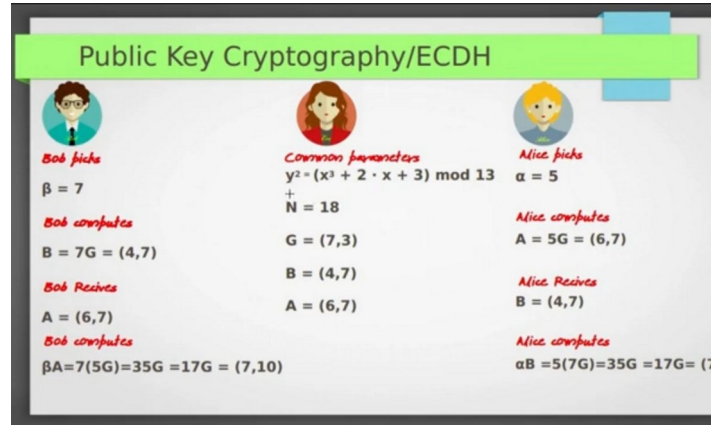 Public Key Cryptography/ECDH
Bob picks
β = 7
Bob computes
B = 7G = (4,7)
Bob Recives
A = (6,7)
Bob computes
βA=7(5G)=35G =17G = (7,10)
Common parameters
y² = (x³ + 2 · x + 3) mod 13
+
N = 18
G = (7,3)
B = (4,7)
A = (6,7)
Alice picks
α = 5
Alice computes
A = 5G = (6,7)
Alice Recives
B = (4,7)
Alice computes
αB =5(7G)=35G =17G= (7